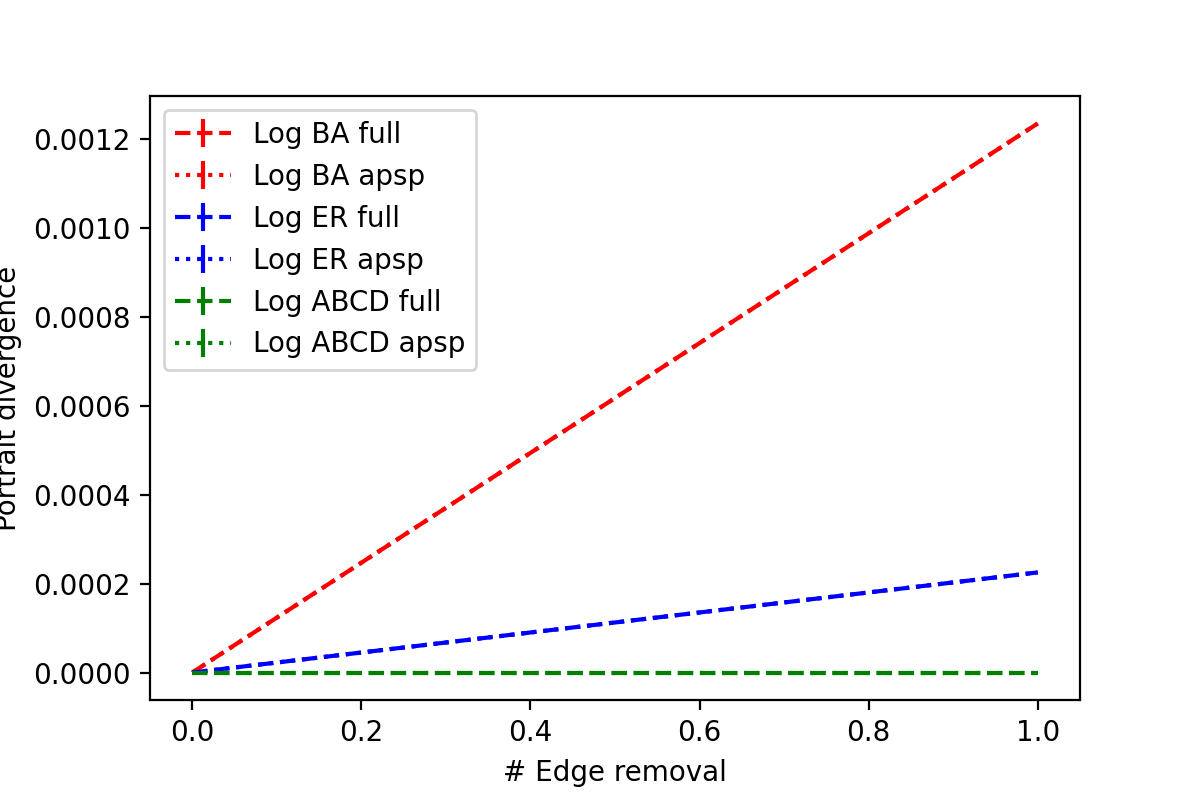 Log BA full
Log BA apsp
Log ER full
Log ER apsp
Log ABCD full
Log ABCD apsp
0.0012
0.0010
0.0008
0.0006
0.0004
0.0002
0.0000
Portrait divergence
0.0 0.2 0.4 0.6 0.8 1.0
# Edge removal